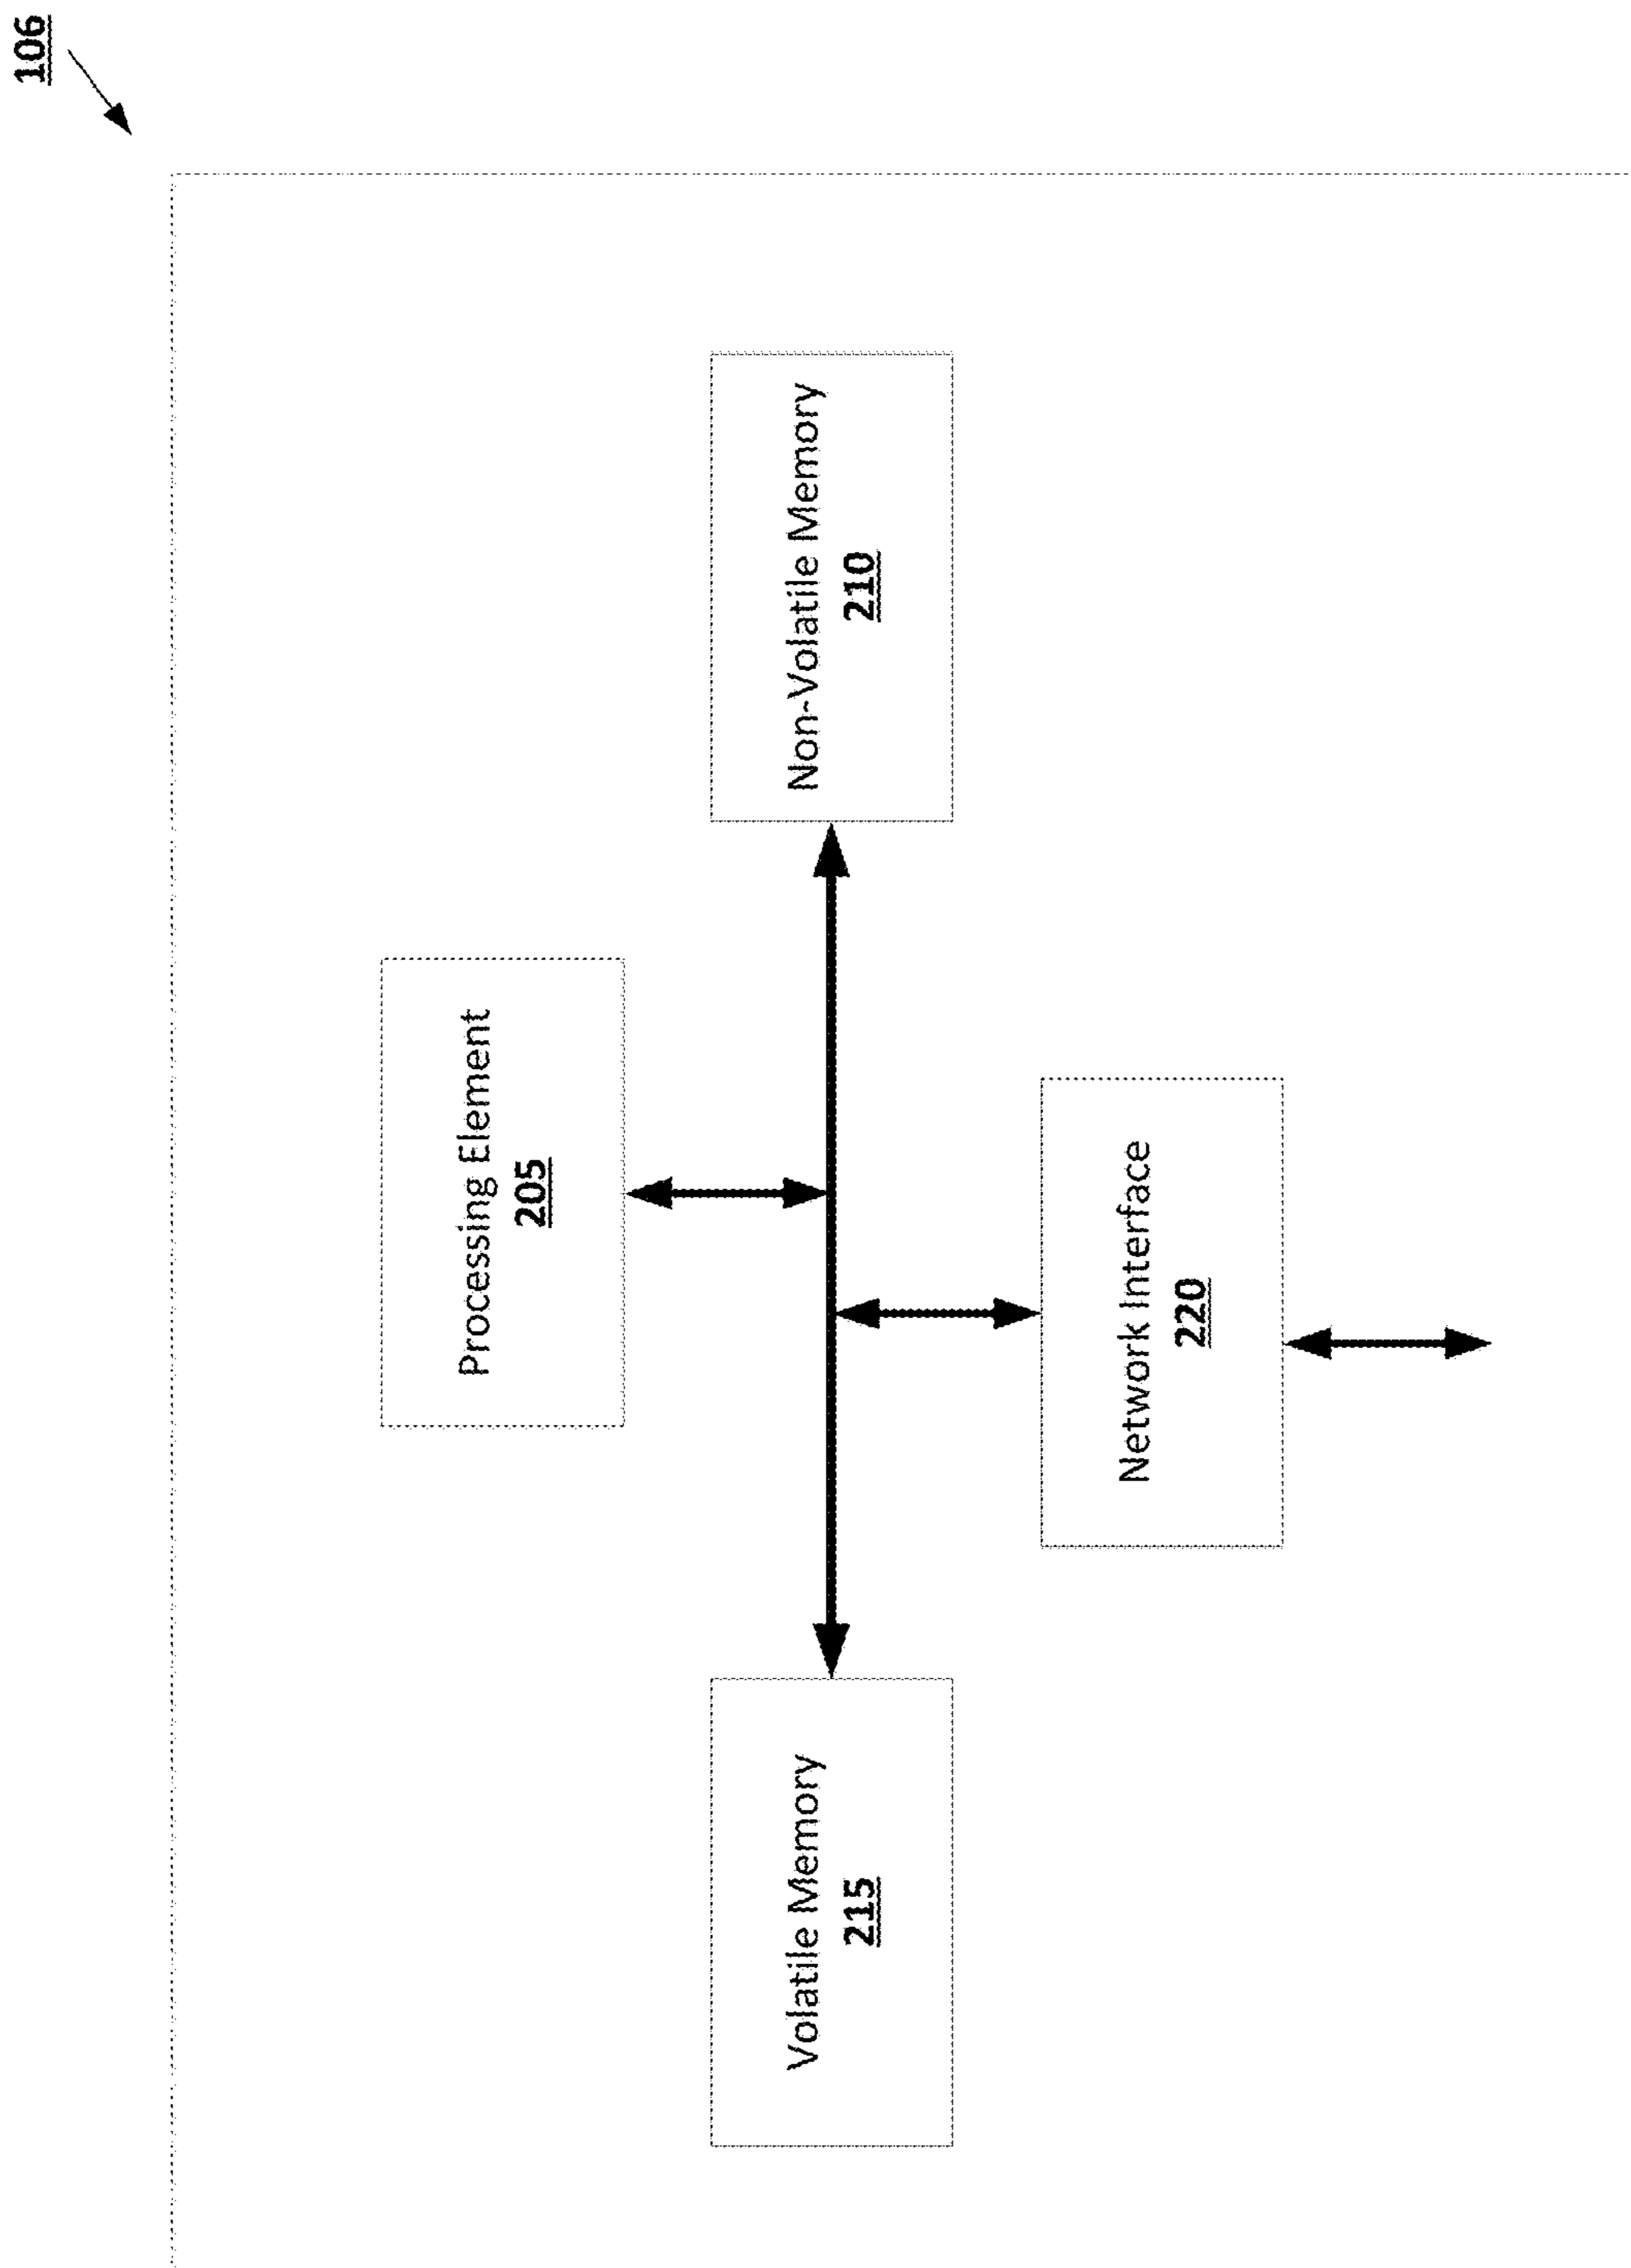 106
Processing Element
205
Volatile Memory
215
Non-Volatile Memory
210
Network Interface
220